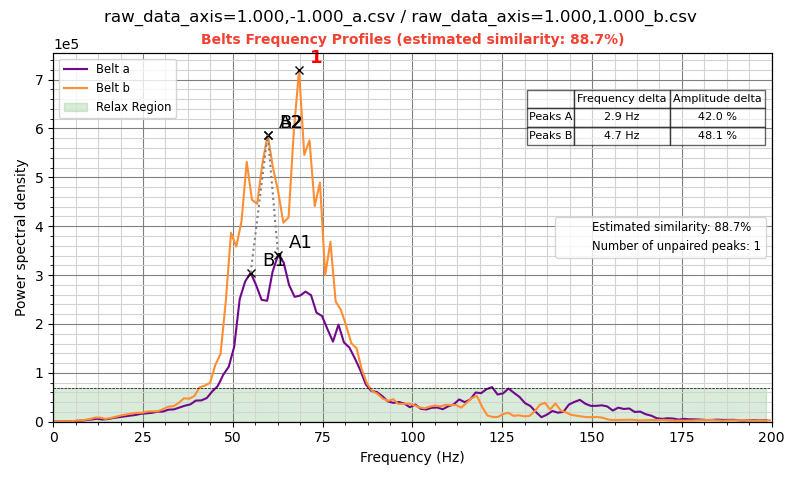 raw_data_axis=1.000,-1.000_a.csv / raw_data_axis=1.000,1.000_b.csv
Belts Frequency Profiles (estimated similarity: 88.7%)
1e5
Belt a
Belt b
Relax Region
1
A2
B2
A1
B1
Frequency delta Amplitude delta
Peaks A 2.9 Hz 42.0 %
Peaks B 4.7 Hz 48.1 %
Estimated similarity: 88.7%
Number of unpaired peaks: 1
Power spectral density
7
6
5
4
3
2
1
0
0 25 50 75 100 125 150 175 200
Frequency (Hz)